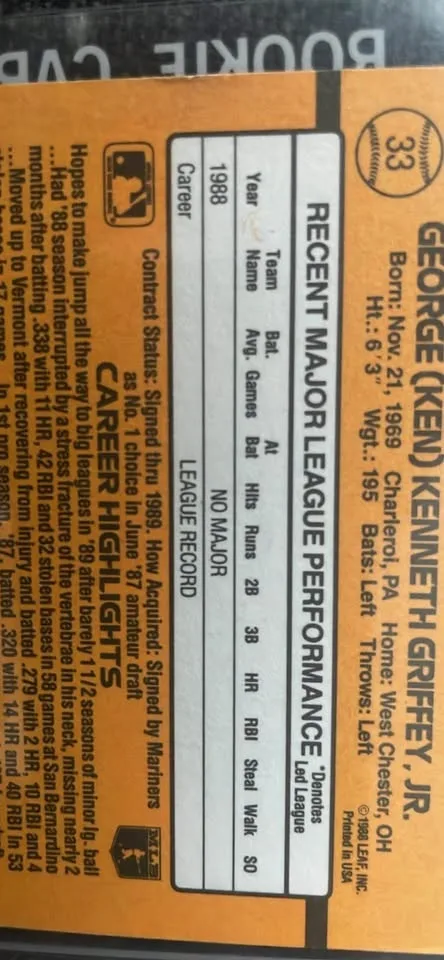 ROOKIE CAR
33
GEORGE (KEN) KENNETH GRIFFEY, JR.
Born: Nov. 21, 1969 Charleroi, PA Home: West Chester, OH
Ht.: 6' 3" Wgt.: 195 Bats: Left Throws: Left
©1988 LEAF, INC.
Printed in USA
RECENT MAJOR LEAGUE PERFORMANCE *Denotes
Led League
Year Team Name Bat. Avg. Games At Bat Hits Runs 2B 3B HR RBI Steal Walk SO
1988 NO MAJOR
Career LEAGUE RECORD
Contract Status: Signed thru 1989. How Acquired: Signed by Mariners
as No. 1 choice in June '87 amateur draft
MLB
CAREER HIGHLIGHTS
Hopes to make jump all the way to big leagues in '89 after barely 1 1/2 seasons of minor lg. ball
...Had '88 season interrupted by a stress fracture of the vertebrae in his neck, missing nearly 2
months after batting .338 with 11 HR, 42 RBI and 32 stolen bases in 58 games at San Bernardino
...Moved up to Vermont after recovering from injury and batted .279 with 2 HR, 10 RBI and 4
stolen bases in 17 games... In 1st pro season, '87, batted .320 with 14 HR and 40 RBI in 53